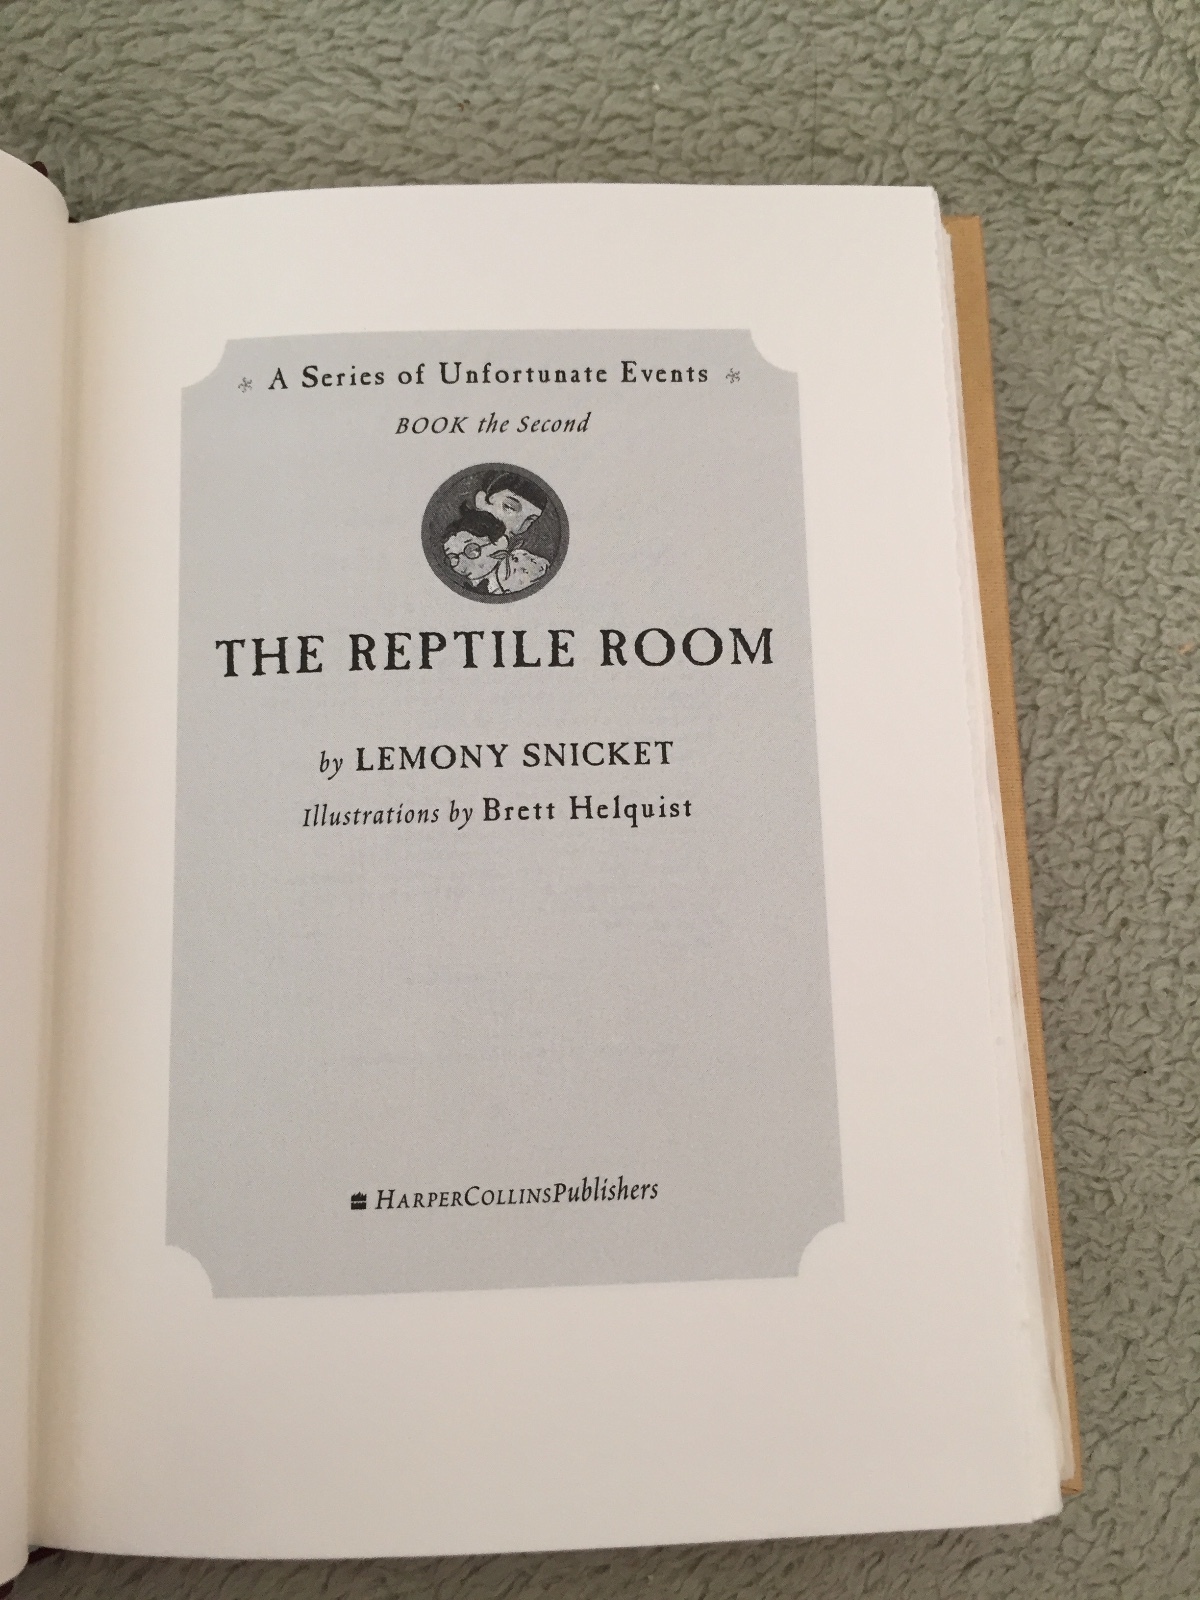 A Series of Unfortunate Events
BOOK the Second
THE REPTILE ROOM
by LEMONY SNICKET
Illustrations by Brett Helquist
HARPERCOLLINSPublishers